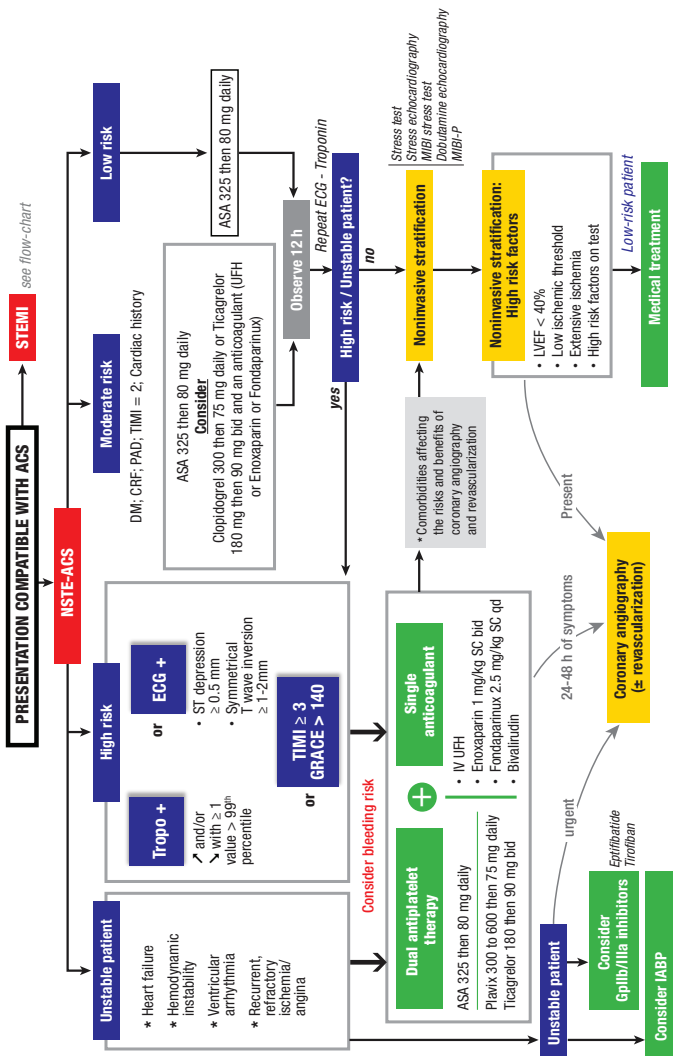 PRESENTATION COMPATIBLE WITH ACS
STEMI
see flow-chart
NSTE-ACS
Unstable patient
* Heart failure
* Hemodynamic
instability
* Ventricular
arrhythmia
* Recurrent,
refractory
ischemia/
angina
High risk
Tropo +
↗ and/or
↘ with ≥ 1
value > 99th
percentile
or
ECG +
• ST depression
≥ 0.5 mm
• Symmetrical
T wave inversion
≥ 1-2mm
or
TIMI ≥ 3
GRACE > 140
Moderate risk
DM; CRF; PAD; TIMI = 2; Cardiac history
ASA 325 then 80 mg daily
Consider
Clopidogrel 300 then 75 mg daily or Ticagrelor
180 mg then 90 mg bid and an anticoagulant (UFH
or Enoxaparin or Fondaparinux)
Low risk
ASA 325 then 80 mg daily
Observe 12 h
Repeat ECG - Troponin
High risk / Unstable patient?
yes
no
Consider bleeding risk
Dual antiplatelet
therapy
ASA 325 then 80 mg daily
Plavix 300 to 600 then 75 mg daily
Ticagrelor 180 then 90 mg bid
+
Single
anticoagulant
• IV UFH
• Enoxaparin 1 mg/kg SC bid
• Fondaparinux 2.5 mg/kg SC qd
• Bivalirudin
* Comorbidities affecting
the risks and benefits of
coronary angiography
and revascularization
Noninvasive stratification
Stress test
Stress echocardiography
MIBI stress test
Dobutamine echocardiography
MIBI-P
Noninvasive stratification:
High risk factors
• LVEF < 40%
• Low ischemic threshold
• Extensive ischemia
• High risk factors on test
Unstable patient
urgent
24-48 h of symptoms
Present
Low-risk patient
Consider
GpIIb/IIIa inhibitors
Eptifibatide
Tirofiban
Consider IABP
Coronary angiography
(± revascularization)
Medical treatment